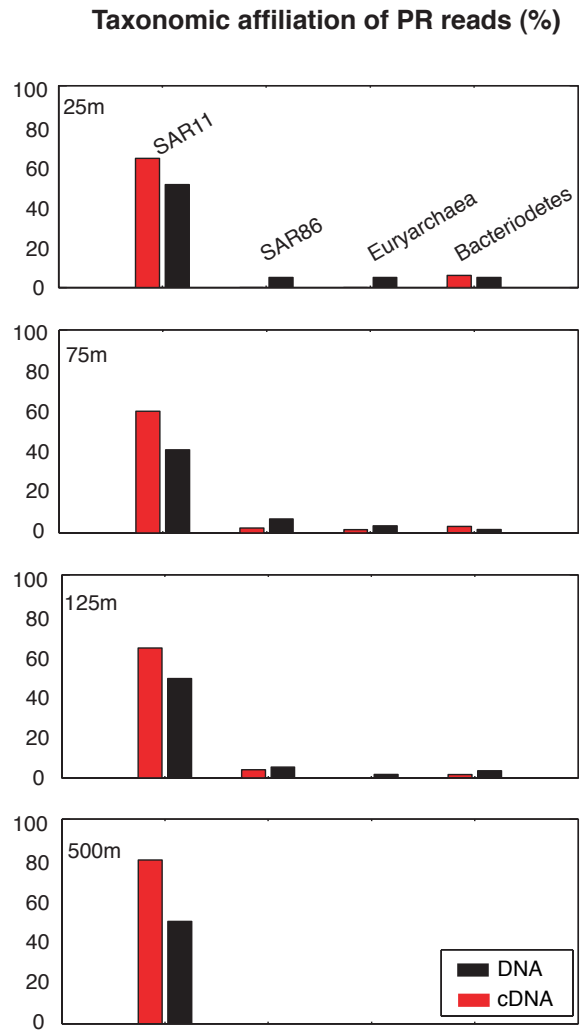 Taxonomic affiliation of PR reads (%)
100
80
60
40
20
0
25m
SAR11
SAR86
Euryarchaea
Bacteriodetes
100
80
60
40
20
0
75m
100
80
60
40
20
0
125m
100
80
60
40
20
0
500m
DNA
cDNA